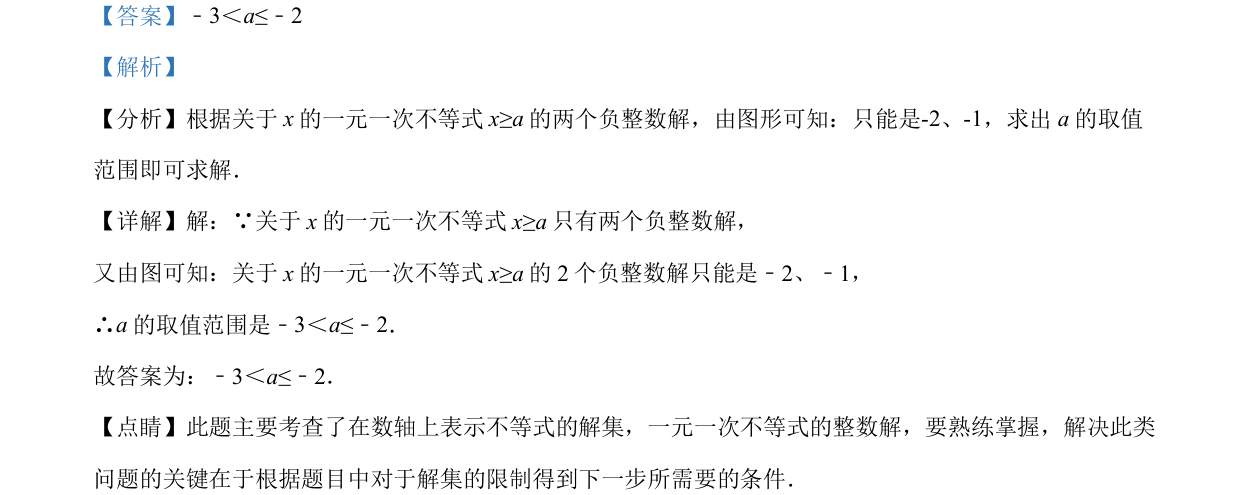 【答案】﹣3＜a≤﹣2
【解析】
【分析】根据关于 x 的一元一次不等式 x≥a 的两个负整数解，由图形可知：只能是-2、-1，求出 a 的取值
范围即可求解．
【详解】解：∵关于 x 的一元一次不等式 x≥a 只有两个负整数解，
又由图可知：关于 x 的一元一次不等式 x≥a 的 2 个负整数解只能是﹣2、﹣1，
∴a 的取值范围是﹣3＜a≤﹣2．
故答案为：﹣3＜a≤﹣2．
【点睛】此题主要考查了在数轴上表示不等式的解集，一元一次不等式的整数解，要熟练掌握，解决此类
问题的关键在于根据题目中对于解集的限制得到下一步所需要的条件．